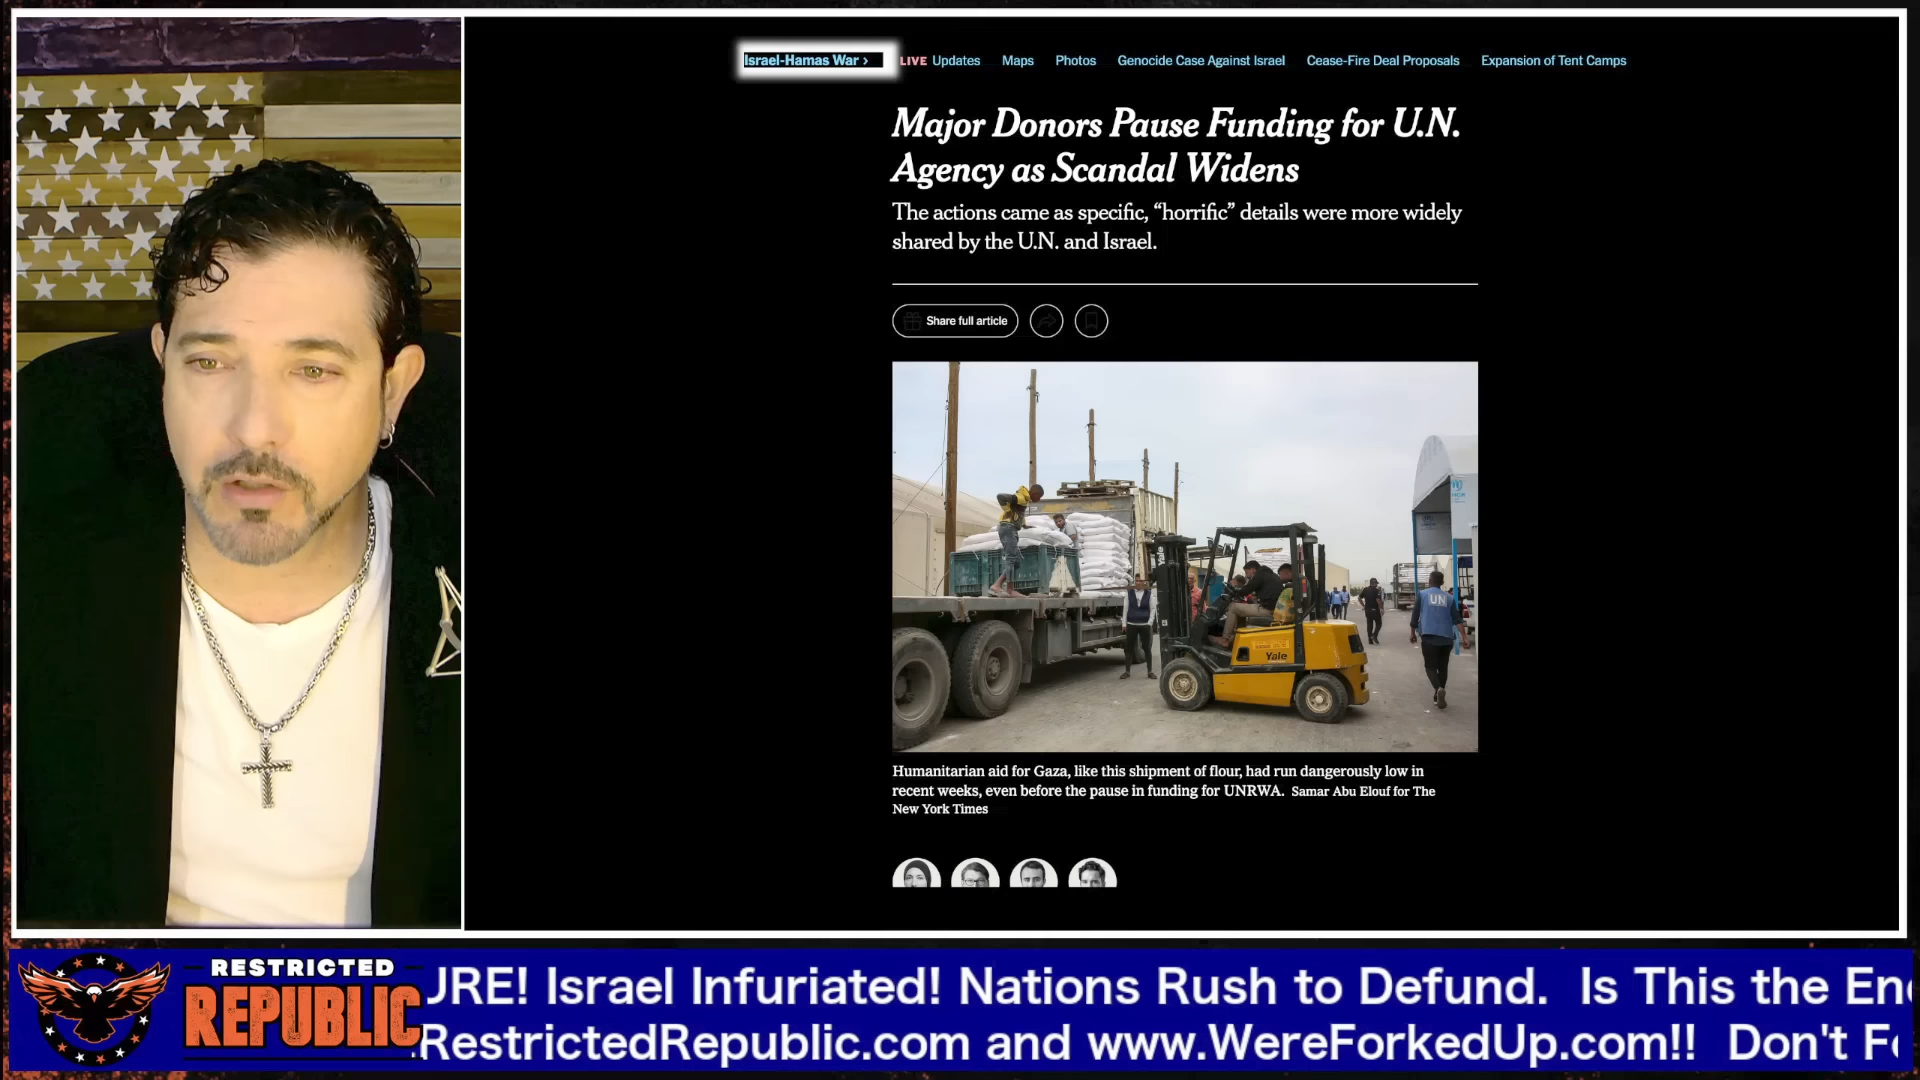 Israel-Hamas War ›
LIVE Updates
Maps
Photos
Genocide Case Against Israel
Cease-Fire Deal Proposals
Expansion of Tent Camps
Major Donors Pause Funding for U.N.
Agency as Scandal Widens
The actions came as specific, “horrific” details were more widely
shared by the U.N. and Israel.
Share full article
UN
Yale
Humanitarian aid for Gaza, like this shipment of flour, had run dangerously low in
recent weeks, even before the pause in funding for UNRWA. Samar Abu Elouf for The
New York Times
RESTRICTED
REPUBLIC
JRE! Israel Infuriated! Nations Rush to Defund. Is This the En
RestrictedRepublic.com and www.WereForkedUp.com!! Don't F